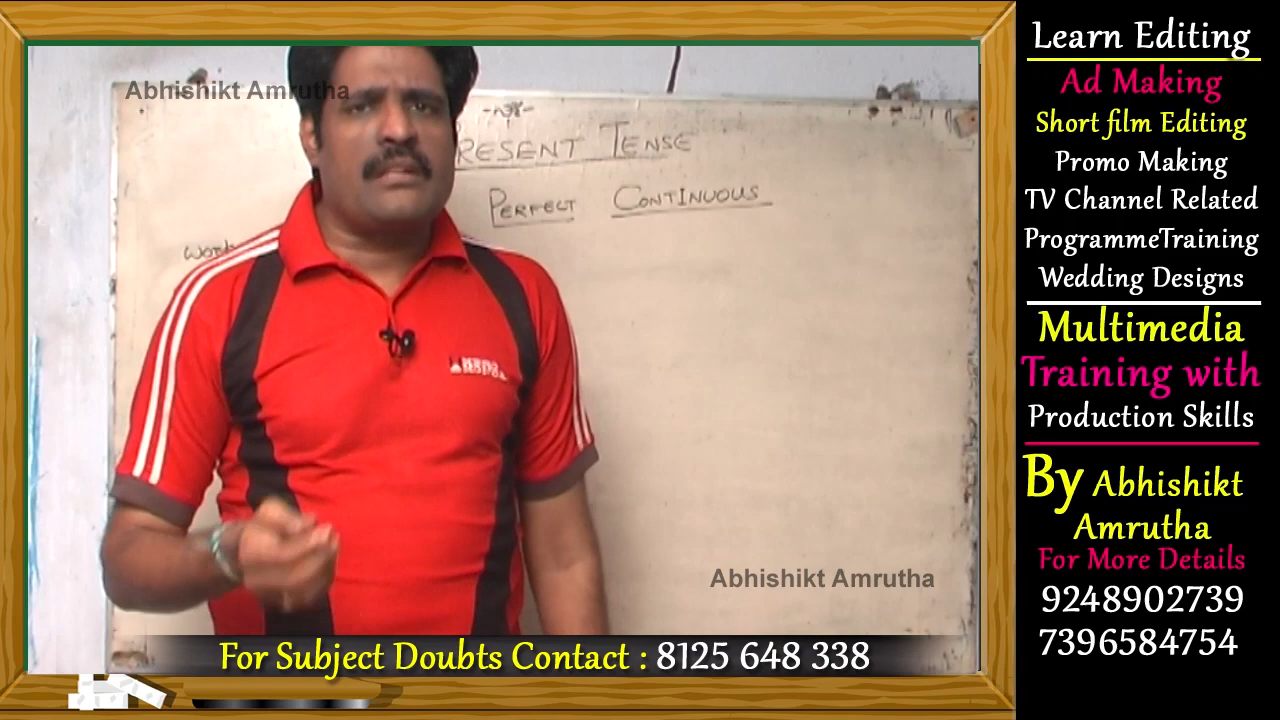 Abhishikt Amrutha
RESENT TENSE
PERFECT CONTINUOUS
Abhishikt Amrutha
For Subject Doubts Contact : 8125 648 338
Learn Editing
Ad Making
Short film Editing
Promo Making
TV Channel Related
ProgrammeTraining
Wedding Designs
Multimedia
Training with
Production Skills
By Abhishikt
Amrutha
For More Details
9248902739
7396584754